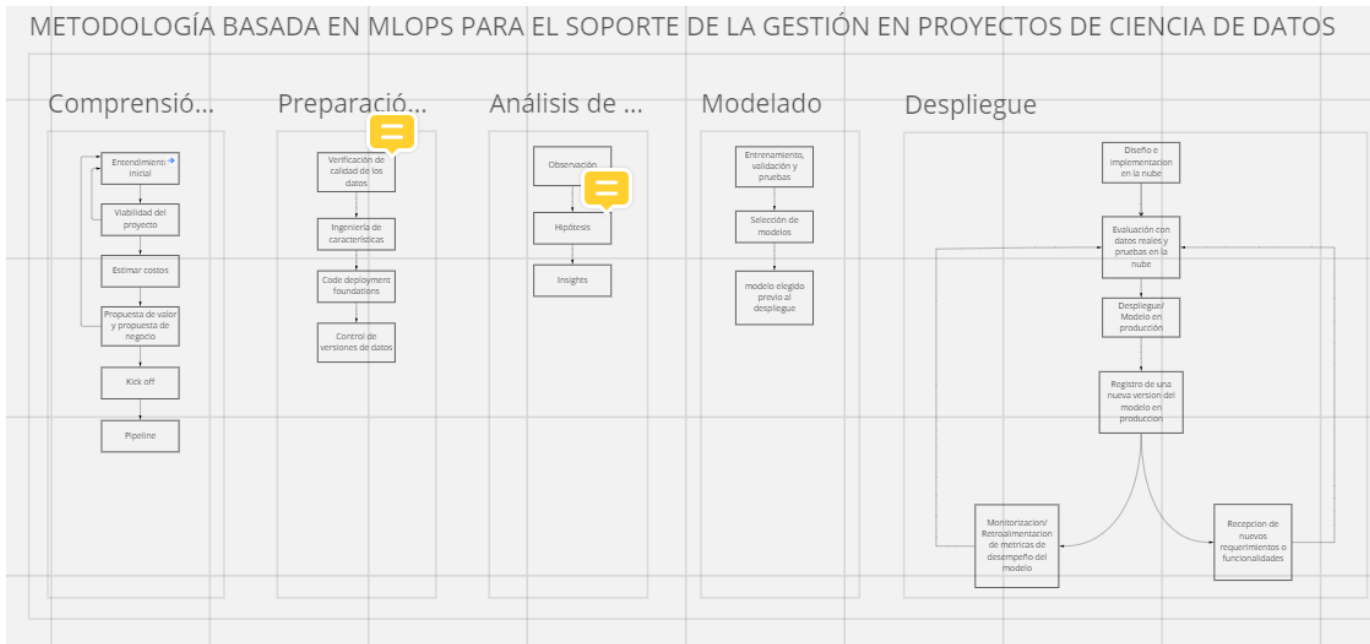 METODOLOGÍA BASADA EN MLOPS PARA EL SOPORTE DE LA GESTIÓN EN PROYECTOS DE CIENCIA DE DATOS
Comprensió...
Entendimiento
inicial
Viabilidad del
proyecto
Estimar costos
Propuesta de valor
y propuesta de
negocio
Kick off
Pipeline
Preparació...
Verificación de
calidad de los
datos
Ingeniería de
características
Code deployment
foundations
Control de
versiones de datos
Análisis de ...
Observación
Hipótesis
Insights
Modelado
Entrenamiento,
validación y
pruebas
Selección de
modelos
modelo elegido
previo al
despliegue
Despliegue
Diseño e
implementacion
en la nube
Evaluación con
datos reales y
pruebas en la
nube
Despliegue/
Modelo en
producción
Registro de una
nueva version del
modelo en
produccion
Monitorizacion/
Retroalimentacion
de metricas de
desempeño del
modelo
Recepcion de
nuevos
requerimientos o
funcionalidades